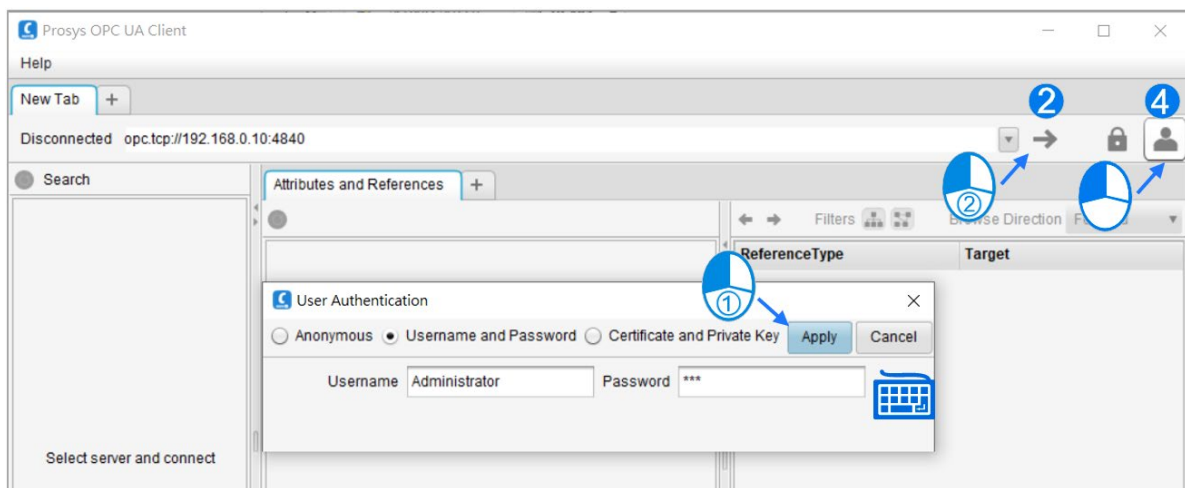 Prosys OPC UA Client
Help
New Tab +
2 4
Disconnected opc.tcp://192.168.0.10:4840
Search
Attributes and References +
②
Filters
Browse Direction
ReferenceType Target
①
User Authentication
Anonymous Username and Password Certificate and Private Key Apply Cancel
Username Administrator Password ***
Select server and connect